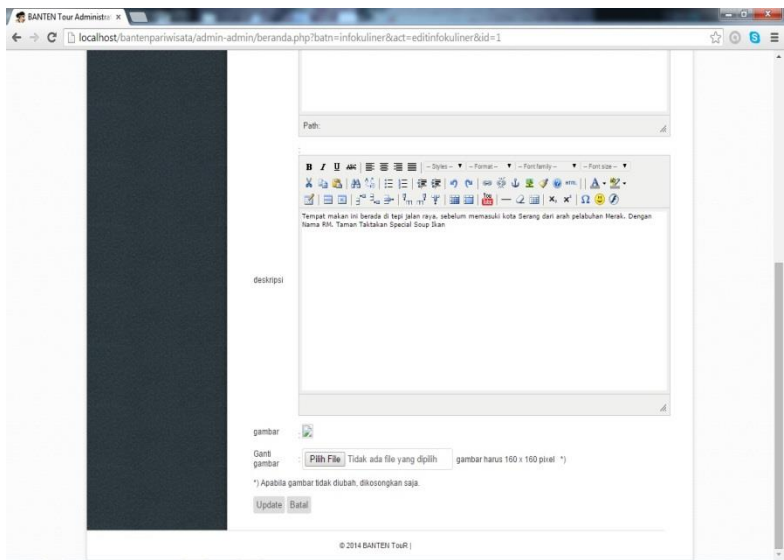 BANTEN Tour Administr
localhost/bantenpariwisata/admin-admin/beranda.php?batn=infokuliner&act=editinfokuliner&id=1
Path:
:
B I U ABC -- Styles -- -- Format -- -- Font family -- -- Font size --
HTML A
Tempat makan ini berada di tepi jalan raya, sebelum memasuki kota Serang dari arah pelabuhan Merak. Dengan
Nama RM. Taman Taktakan Special Soup Ikan
deskripsi
gambar :
Ganti
gambar : Pilih File Tidak ada file yang dipilih gambar harus 160 x 160 pixel *)
*) Apabila gambar tidak diubah, dikosongkan saja.
Update Batal
© 2014 BANTEN TouR |